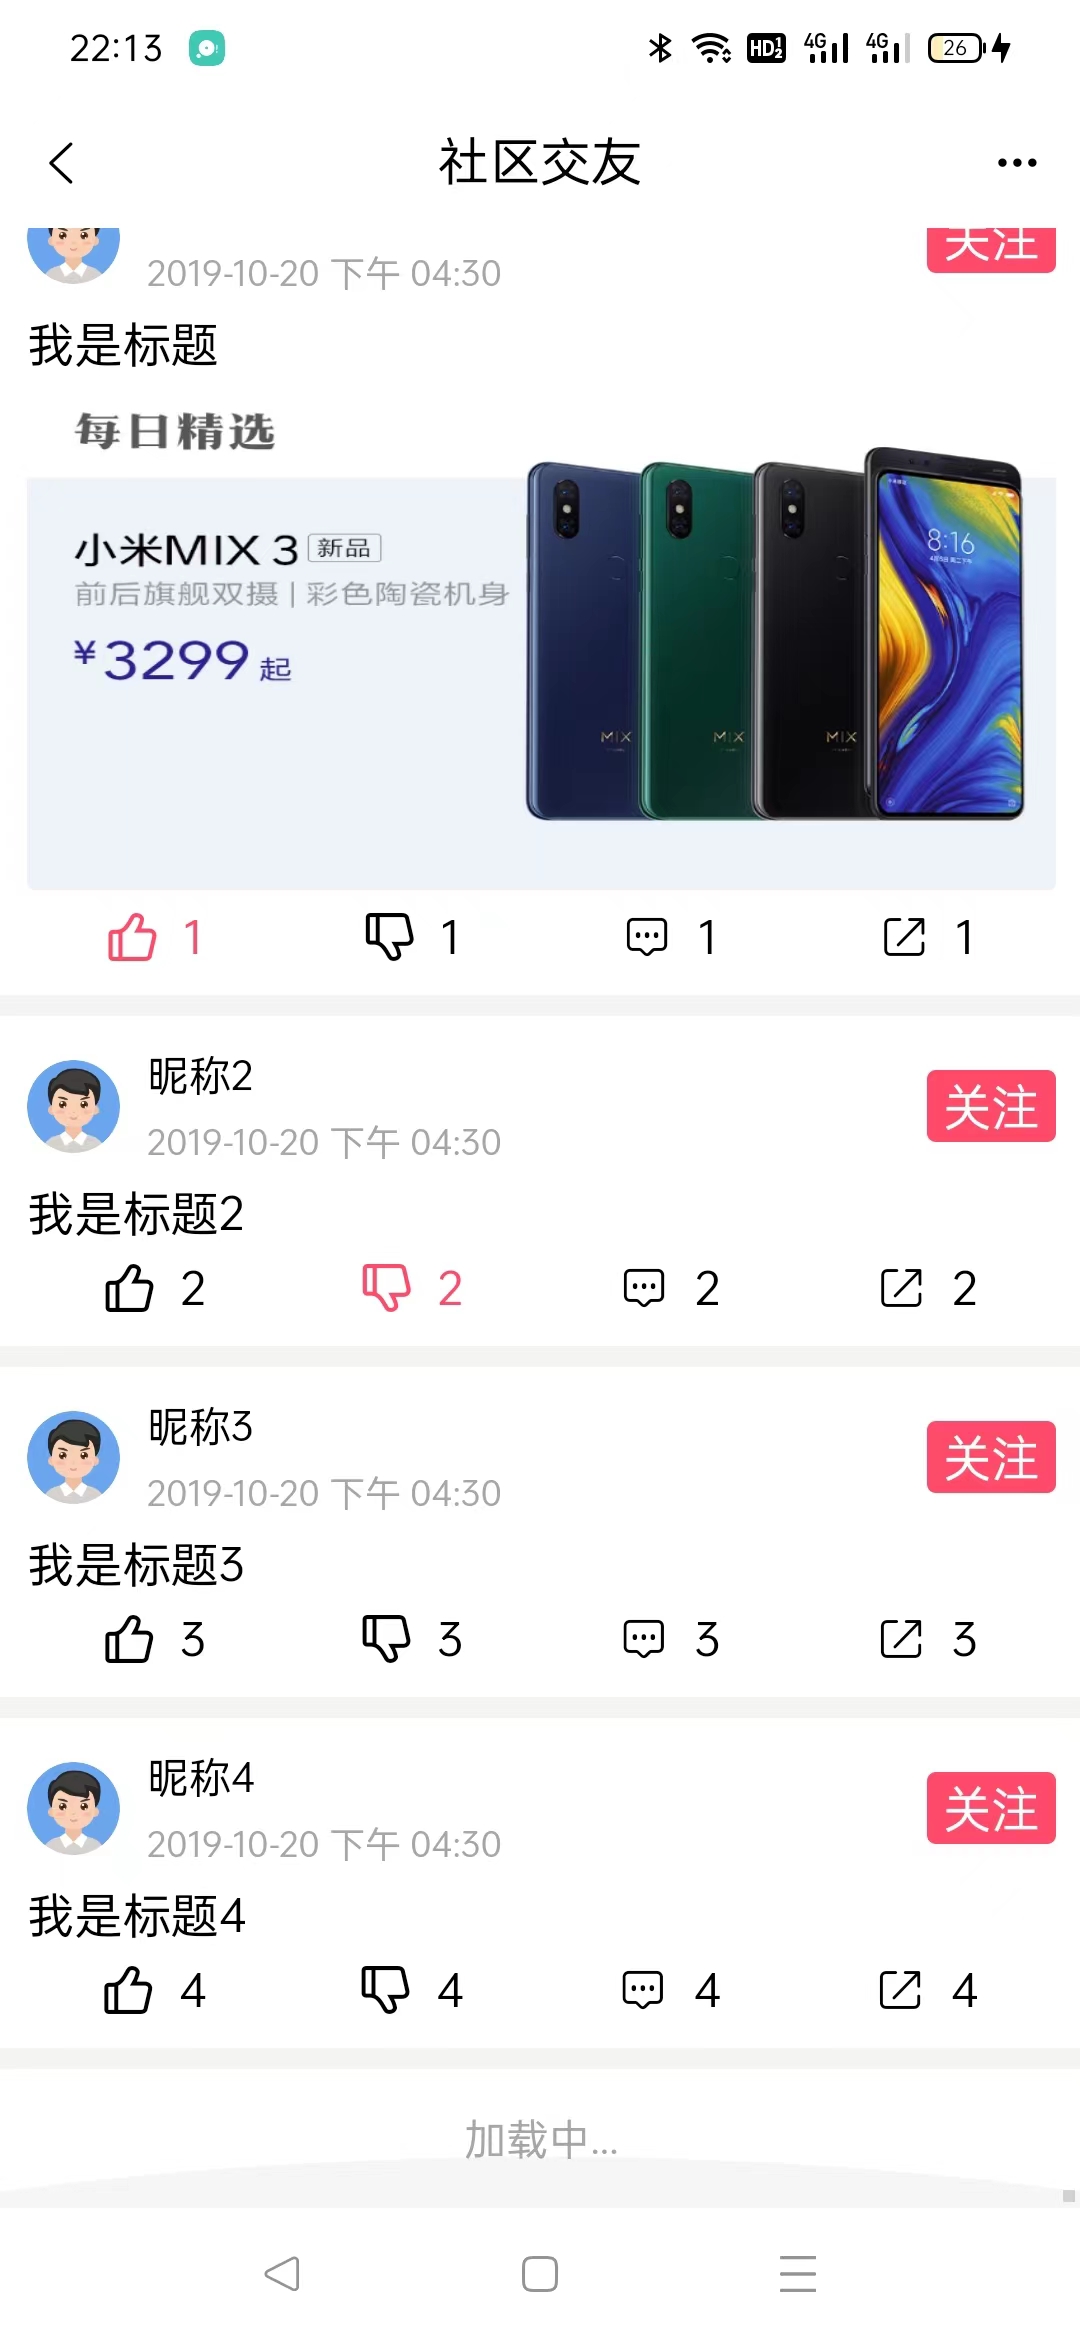 22:13
HD 1 2 4G 4G 26
社区交友
2019-10-20 下午 04:30
关注
我是标题
每日精选
小米MIX 3 新品
前后旗舰双摄 | 彩色陶瓷机身
¥3299 起
8:16
MIX MIX MIX
1 1 1 1
昵称2
2019-10-20 下午 04:30
关注
我是标题2
2 2 2 2
昵称3
2019-10-20 下午 04:30
关注
我是标题3
3 3 3 3
昵称4
2019-10-20 下午 04:30
关注
我是标题4
4 4 4 4
加载中...